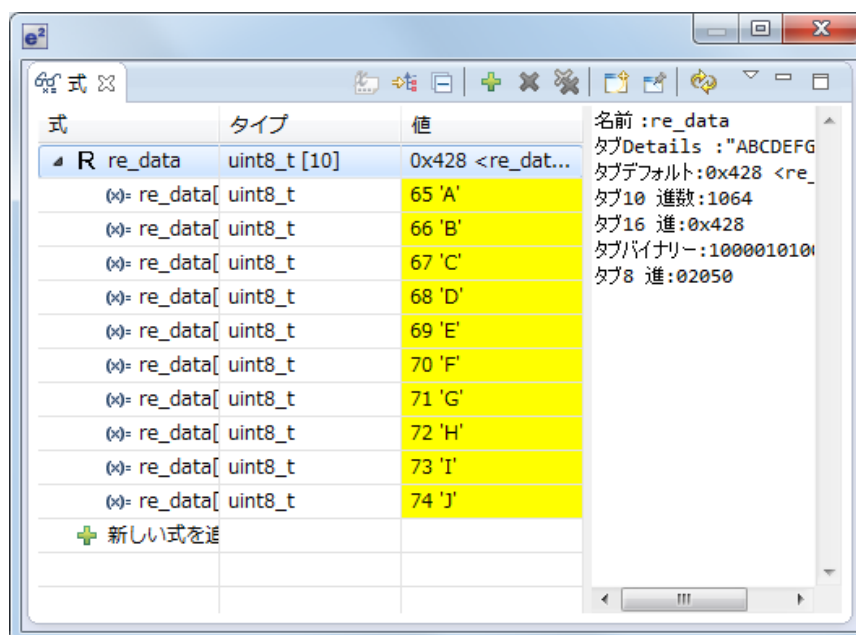 e²
式
式 タイプ 値
R re_data uint8_t [10] 0x428 <re_dat...
(x)= re_data[ uint8_t 65 'A'
(x)= re_data[ uint8_t 66 'B'
(x)= re_data[ uint8_t 67 'C'
(x)= re_data[ uint8_t 68 'D'
(x)= re_data[ uint8_t 69 'E'
(x)= re_data[ uint8_t 70 'F'
(x)= re_data[ uint8_t 71 'G'
(x)= re_data[ uint8_t 72 'H'
(x)= re_data[ uint8_t 73 'I'
(x)= re_data[ uint8_t 74 'J'
新しい式を追
名前 :re_data
タブDetails :"ABCDEFG
タブデフォルト:0x428 <re_
タブ10 進数:1064
タブ16 進:0x428
タブバイナリー:1000010100
タブ8 進:02050